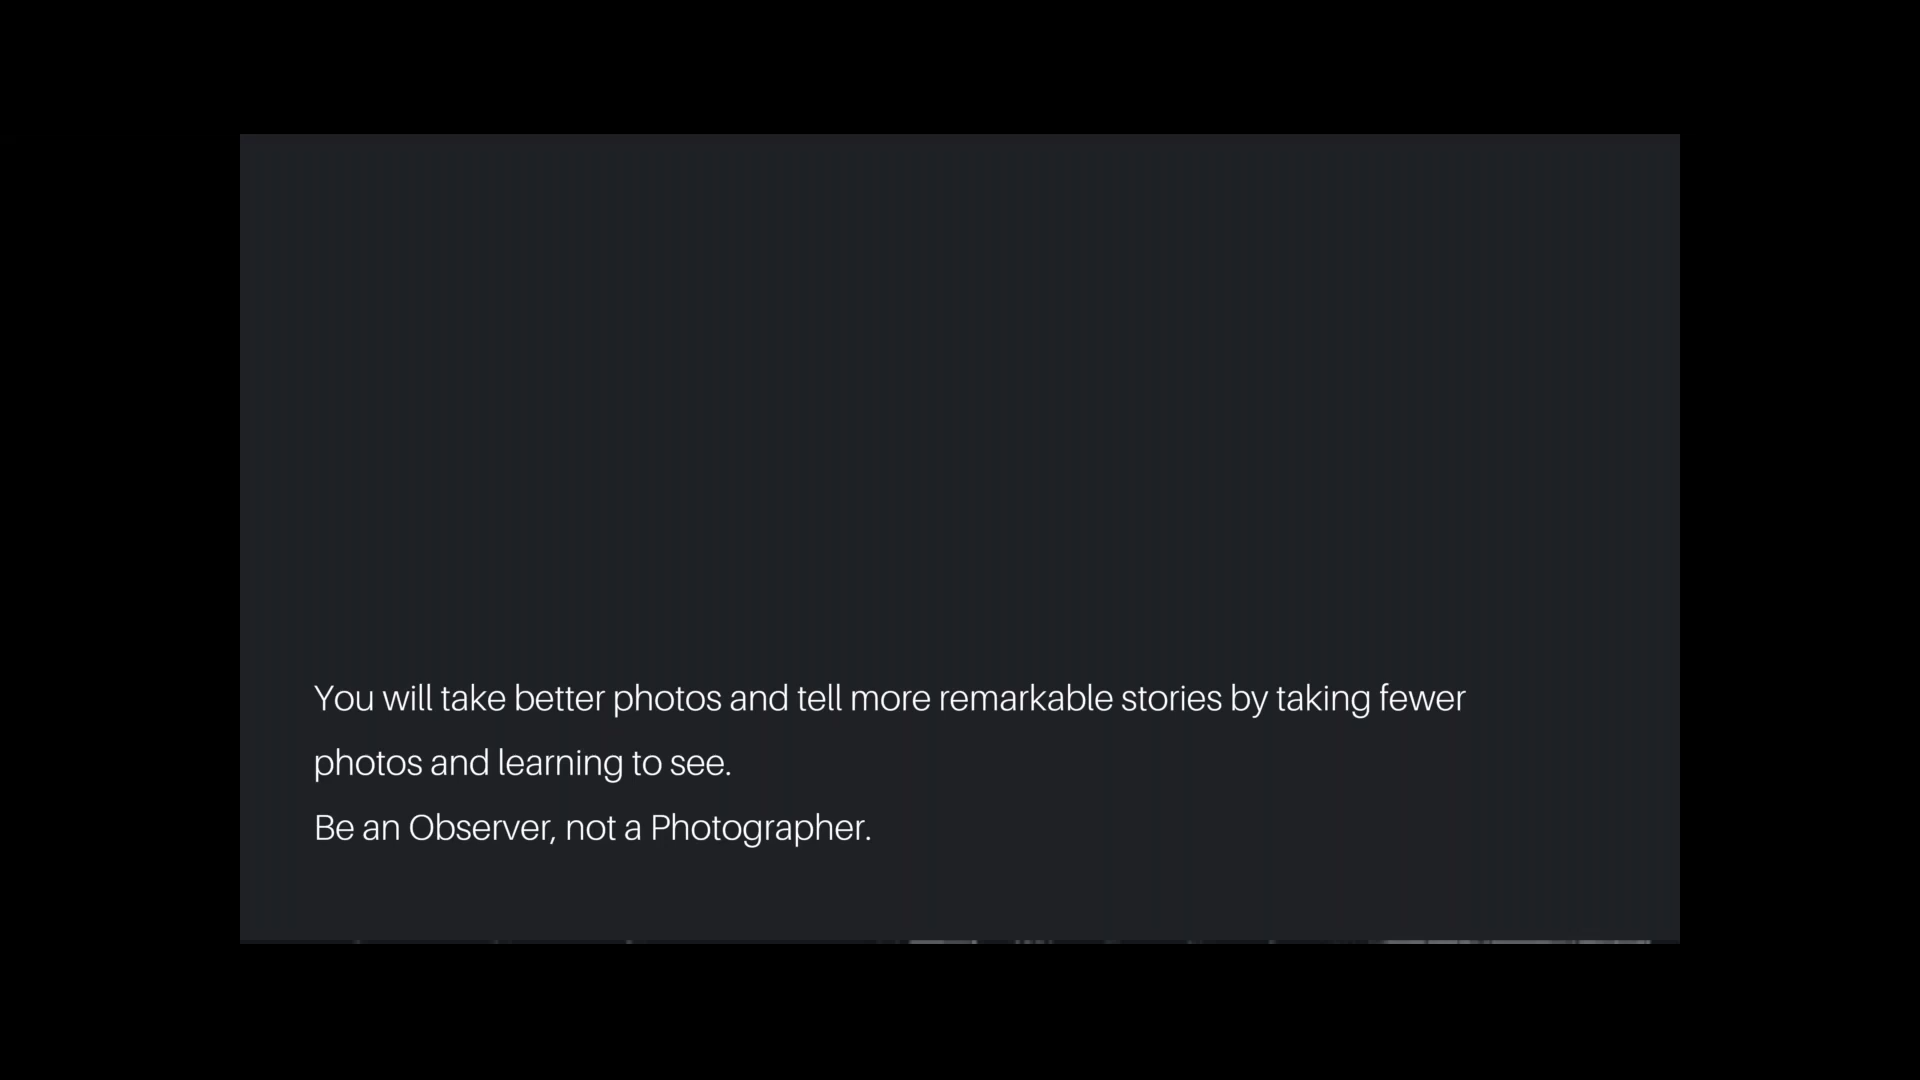 You will take better photos and tell more remarkable stories by taking fewer
photos and learning to see.
Be an Observer, not a Photographer.